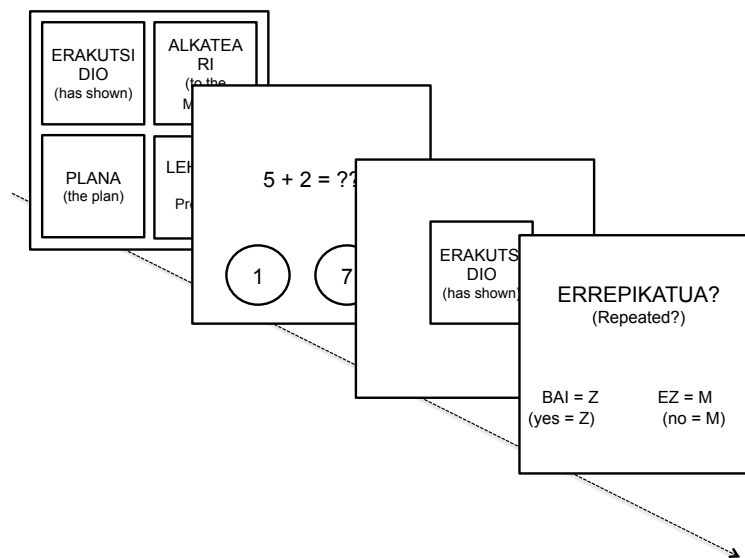 ERAKUTSI
DIO
(has shown)
ALKATEA
RI
(to the
PLANA
(the plan)
5 + 2 = ??
1
7
ERAKUTS
DIO
(has shown)
ERREPIKATUA?
(Repeated?)
BAI = Z
(yes = Z)
EZ = M
(no = M)